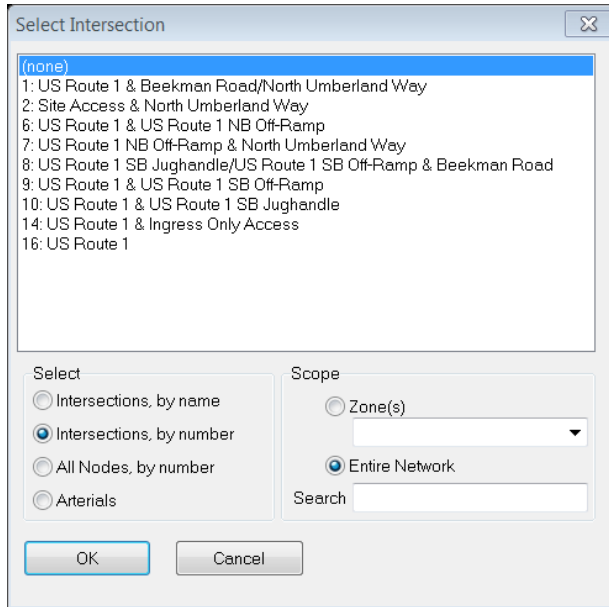 Select Intersection
(none)
1: US Route 1 & Beekman Road/North Umberland Way
2: Site Access & North Umberland Way
6: US Route 1 & US Route 1 NB Off-Ramp
7: US Route 1 NB Off-Ramp & North Umberland Way
8: US Route 1 SB Jughandle/US Route 1 SB Off-Ramp & Beekman Road
9: US Route 1 & US Route 1 SB Off-Ramp
10: US Route 1 & US Route 1 SB Jughandle
14: US Route 1 & Ingress Only Access
16: US Route 1
Select
Intersections, by name
Intersections, by number
All Nodes, by number
Arterials
Scope
Zone(s)
Entire Network
Search
OK
Cancel